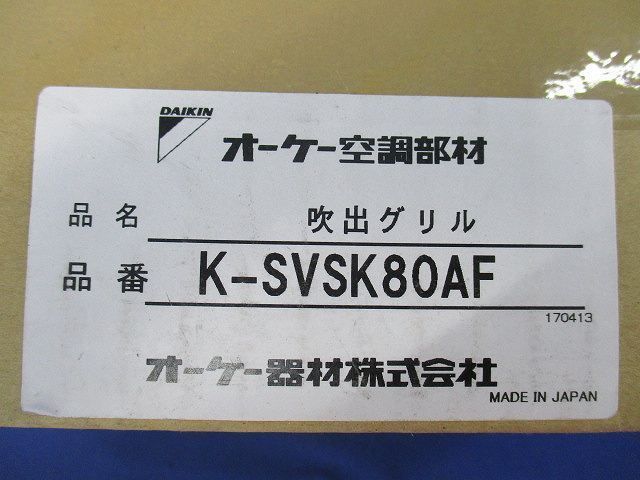 DAIKIN
オーケー空調部材
品名 吹出グリル
品番 K-SVSK80AF
170413
オーケー器材株式会社
MADE IN JAPAN